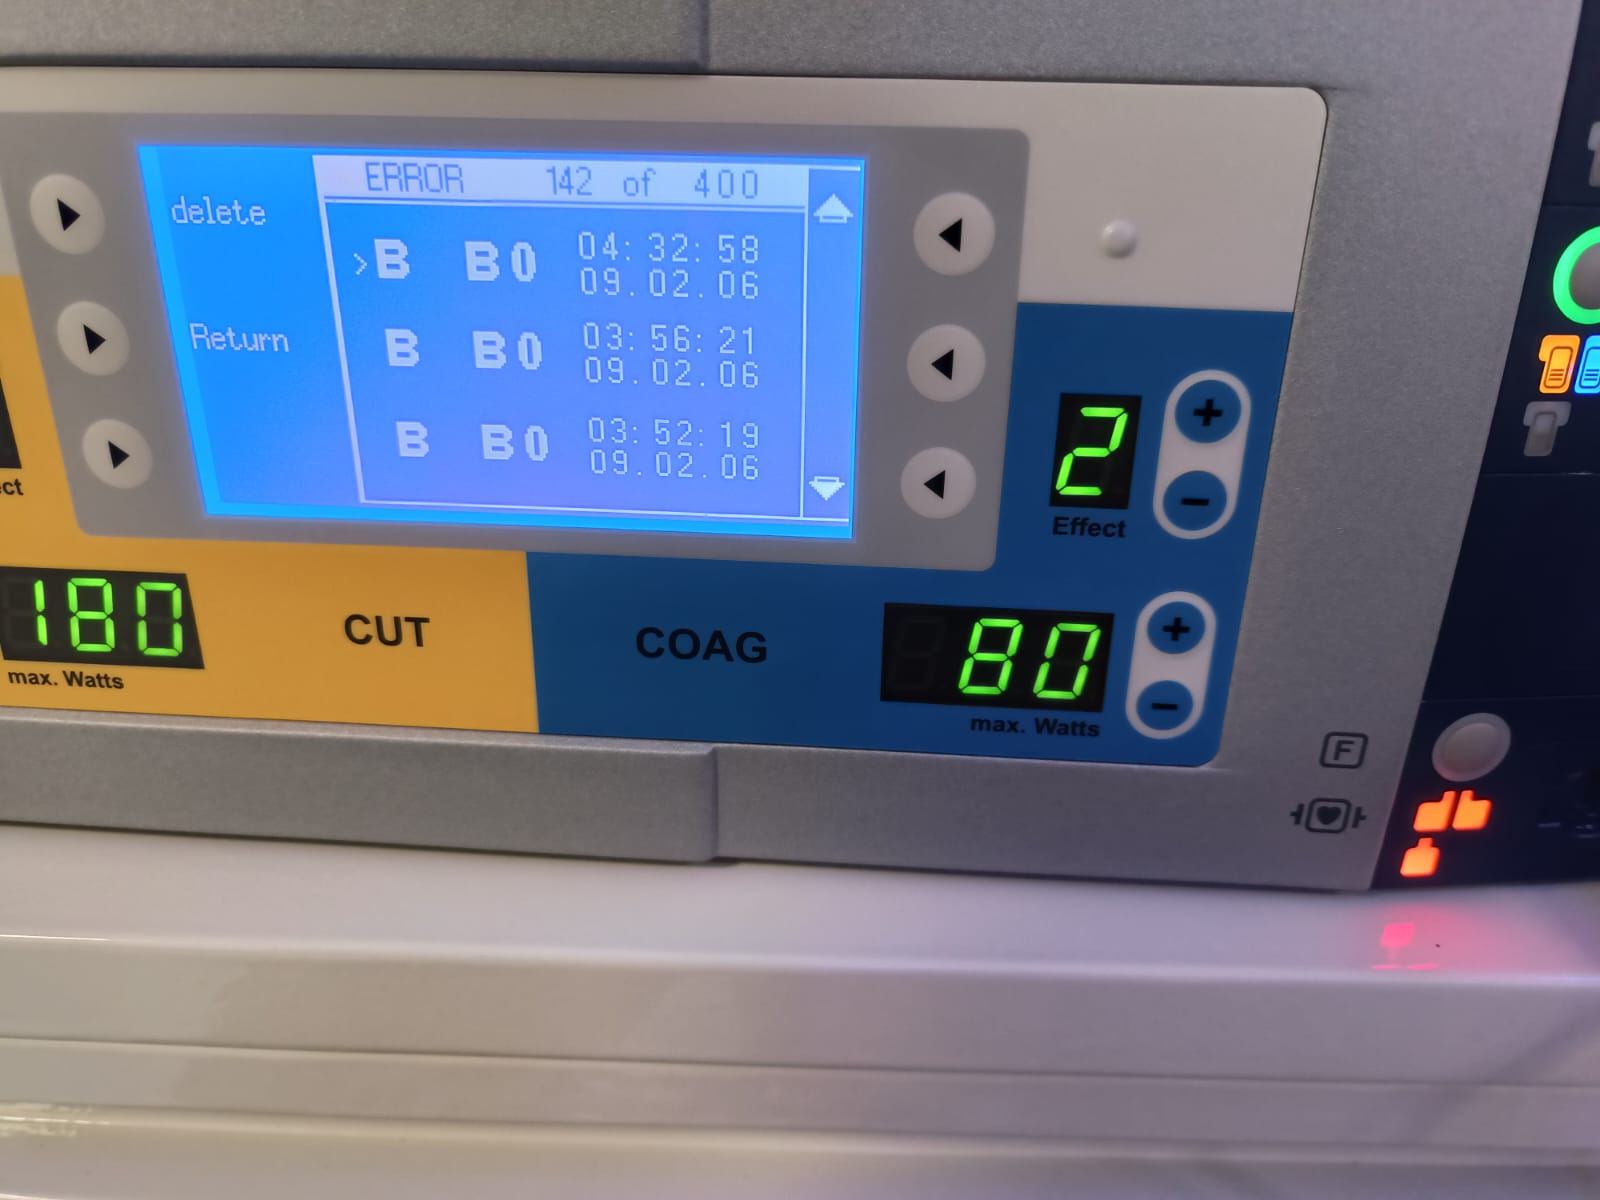 ERROR 142 of 400
delete
>B B0 04:32:58
09.02.06
Return
B B0 03:56:21
09.02.06
B B0 03:52:19
09.02.06
2
Effect
180
max. Watts
CUT
COAG
80
max. Watts
F